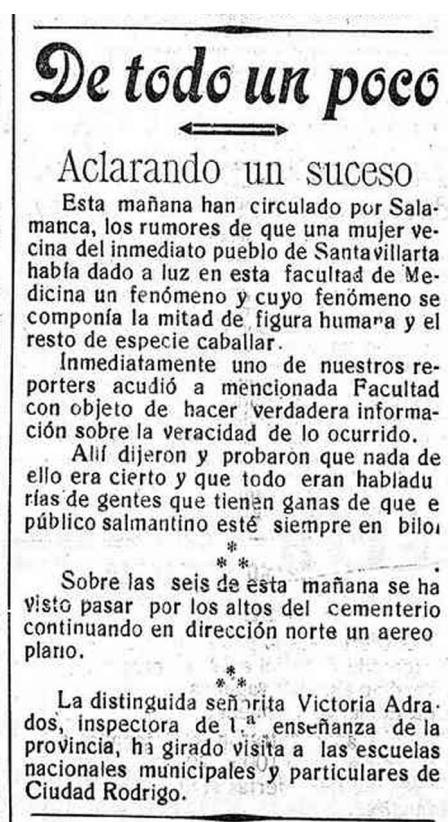 De todo un poco
Aclarando un suceso
Esta mañana han circulado por Sala-
manca, los rumores de que una mujer ve-
cina del inmediato pueblo de Santavillarta
había dado a luz en esta facultad de Me-
dicina un fenómeno y cuyo fenómeno se
componía la mitad de figura humana y el
resto de especie caballar.
Inmediatamente uno de nuestros re-
porters acudió a mencionada Facultad
con objeto de hacer verdadera informa-
ción sobre la veracidad de lo ocurrido.
Allí dijeron y probaron que nada de
ello era cierto y que todo eran habladu
rías de gentes que tienen ganas de que e
público salmantino esté siempre en
*
* *
Sobre las seis de esta mañana se ha
visto pasar por los altos del cementerio
continuando en dirección norte un aereo
plano.
*
* *
La distinguida señorita Victoria Adra-
dos, inspectora de 1.ª enseñanza de la
provincia, ha girado visita a las escuelas
nacionales municipales y particulares de
Ciudad Rodrigo.